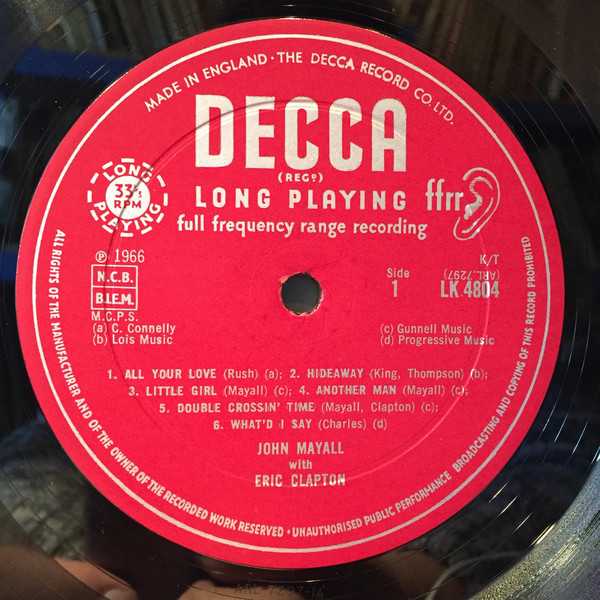 MADE IN ENGLAND · THE DECCA RECORD CO. LTD.
DECCA
(REGD)
LONG PLAYING
33⅓
RPM
LONG PLAYING ffrr
full frequency range recording
℗ 1966
K/T
N.C.B.
Side
(ARL.7297)
B.I.E.M.
1
LK.4804
M.C.P.S.
(a) C. Connelly
(c) Gunnell Music
(b) Lois Music
(d) Progressive Music
1. ALL YOUR LOVE (Rush) (a); 2. HIDEAWAY (King, Thompson) (b);
3. LITTLE GIRL (Mayall) (c); 4. ANOTHER MAN (Mayall) (c);
5. DOUBLE CROSSIN' TIME (Mayall, Clapton) (c);
6. WHAT'D I SAY (Charles) (d)
JOHN MAYALL
with
ERIC CLAPTON
ALL RIGHTS OF THE MANUFACTURER AND OF THE OWNER OF THE RECORDED WORK RESERVED · UNAUTHORISED PUBLIC PERFORMANCE BROADCASTING AND COPYING OF THIS RECORD PROHIBITED